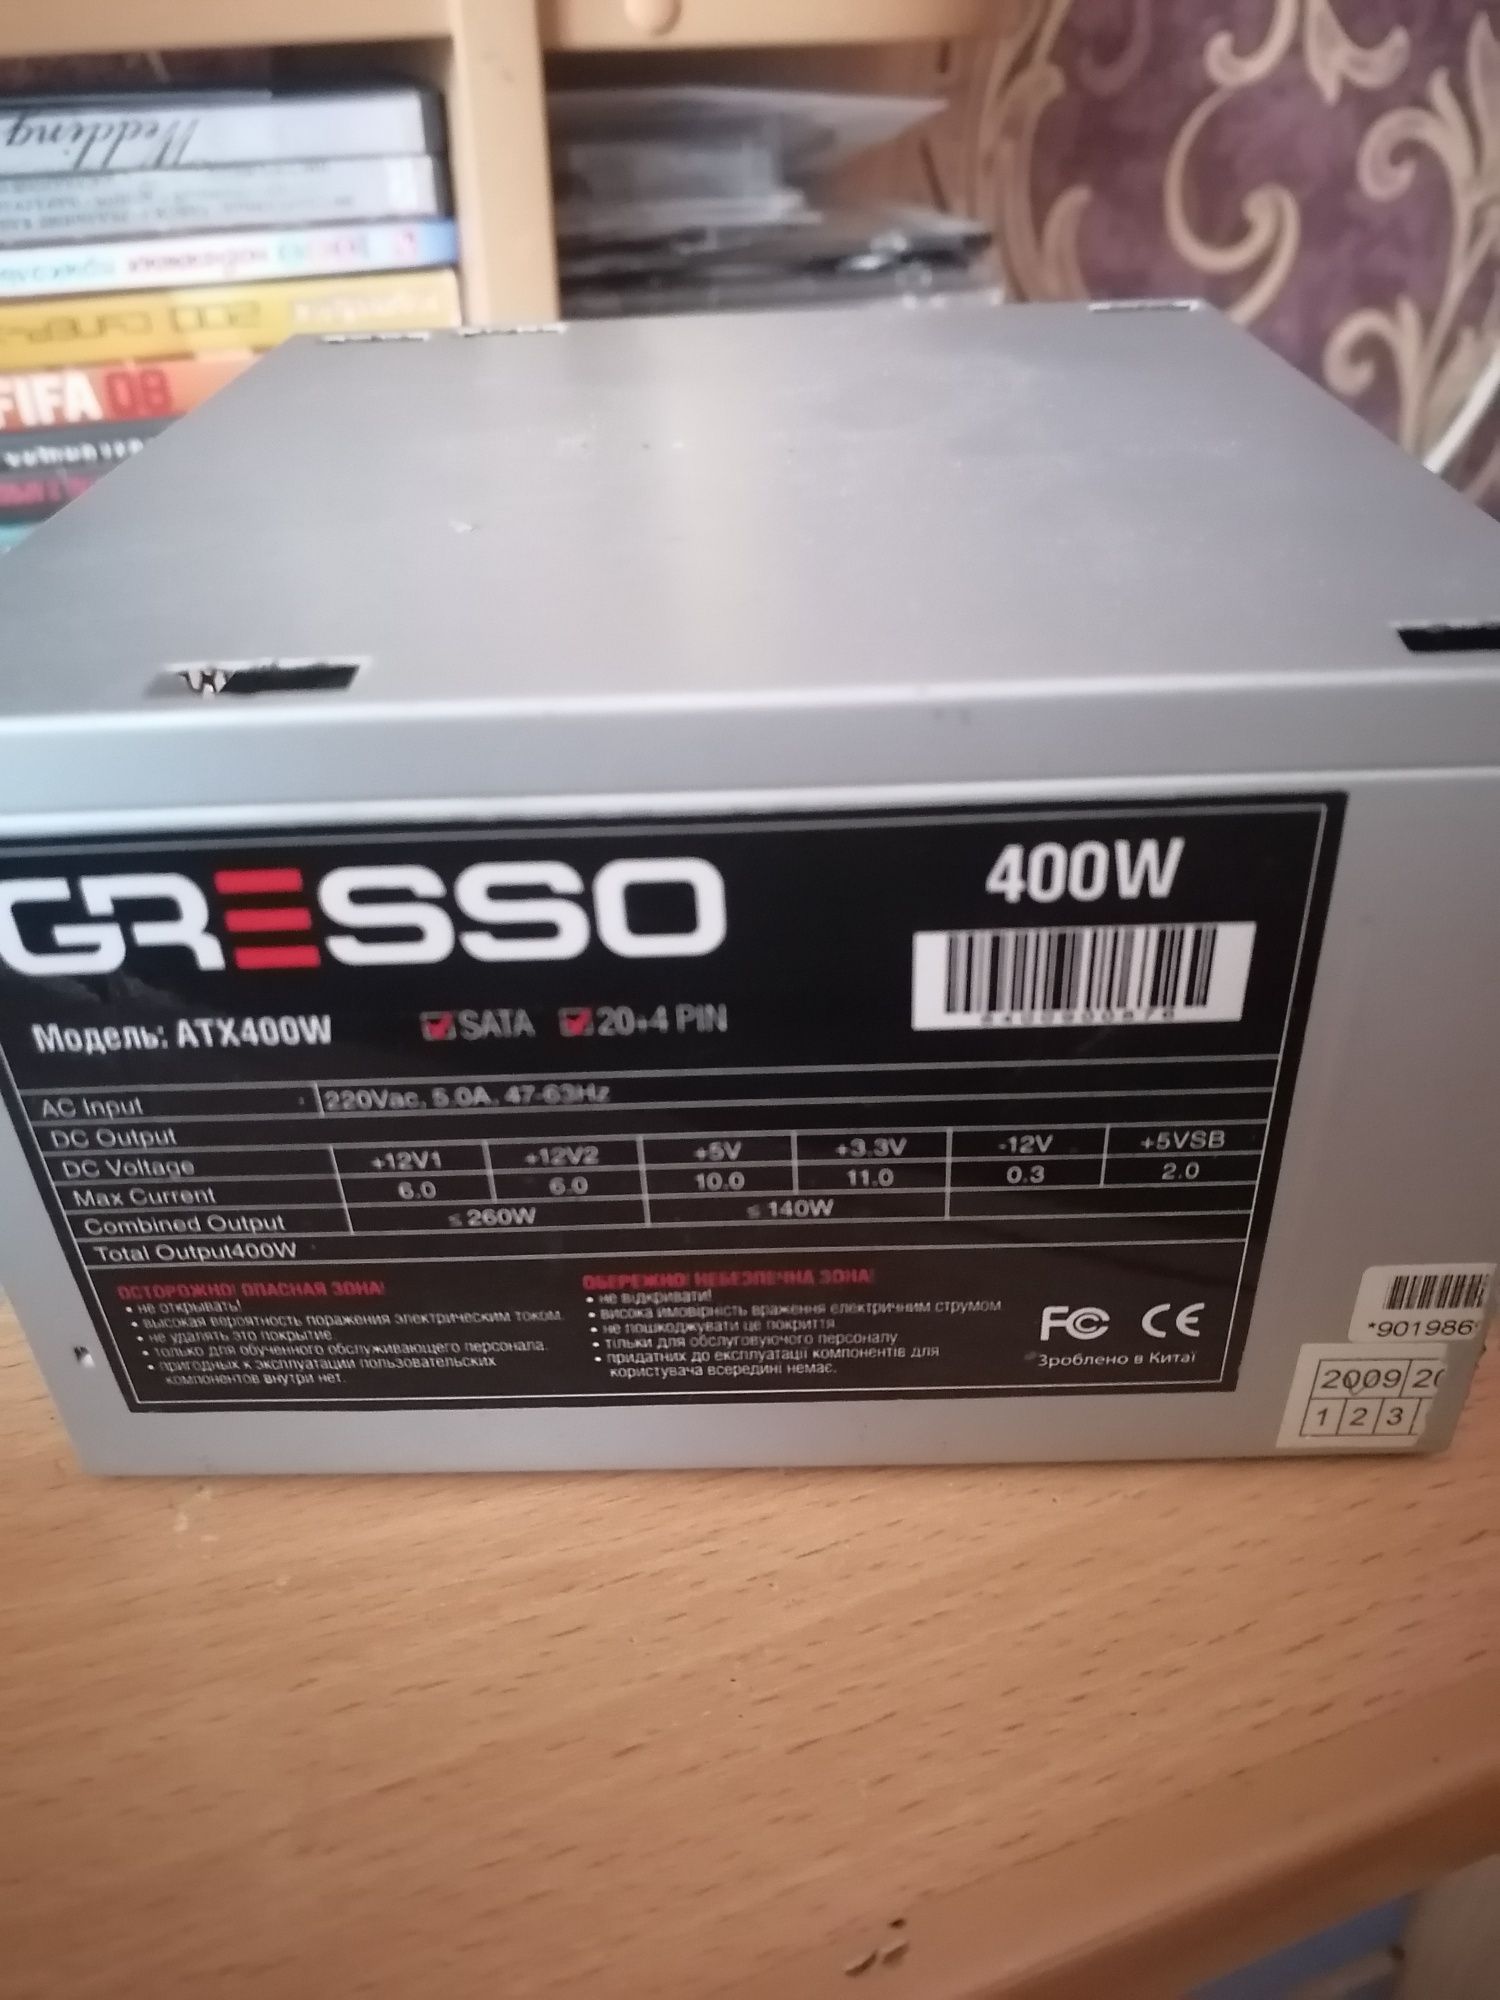 Wedding
FIFA 08
GRESSO
400W
Модель: ATX400W
SATA
20+4 PIN
AC Input
220Vac, 5.0A, 47-63Hz
DC Output
DC Voltage +12V1 +12V2 +5V +3.3V -12V +5VSB
Max Current 6.0 6.0 10.0 11.0 0.3 2.0
Combined Output ≤ 260W ≤ 140W
Total Output400W
ОСТОРОЖНО! ОПАСНАЯ ЗОНА!
• не открывать!
• высокая вероятность поражения электрическим током.
• не удалять это покрытие.
• только для обученного обслуживающего персонала.
• пригодных к эксплуатации пользовательских
компонентов внутри нет.
ОБЕРЕЖНО! НЕБЕЗПЕЧНА ЗОНА!
• не відкривати!
• висока имовірність враження електричним струмом
• не пошкоджувати це покриття.
• тільки для обслуговуючого персоналу
• придатних до експлуатації компонентів для
користувача всередині немає.
FC CE
Зроблено в Китаї
*901986
2009 20
1 2 3